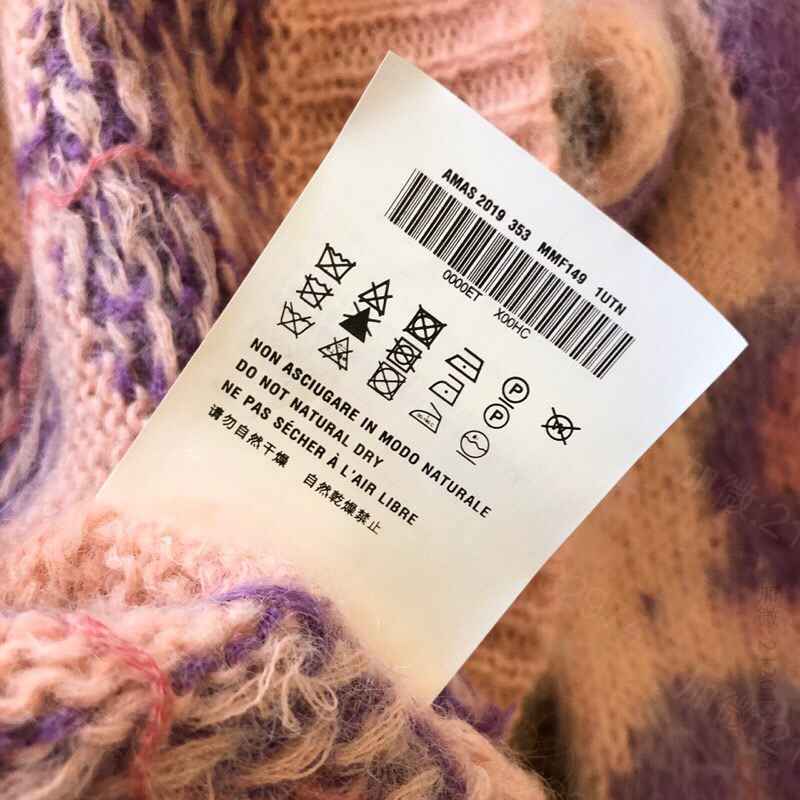 AMAS 2019 353 MMF149 1UTN
0000ET X00HC
P
P
W
NON ASCIUGARE IN MODO NATURALE
DO NOT NATURAL DRY
NE PAS SÉCHER À L'AIR LIBRE
请勿自然干燥 自然乾燥禁止